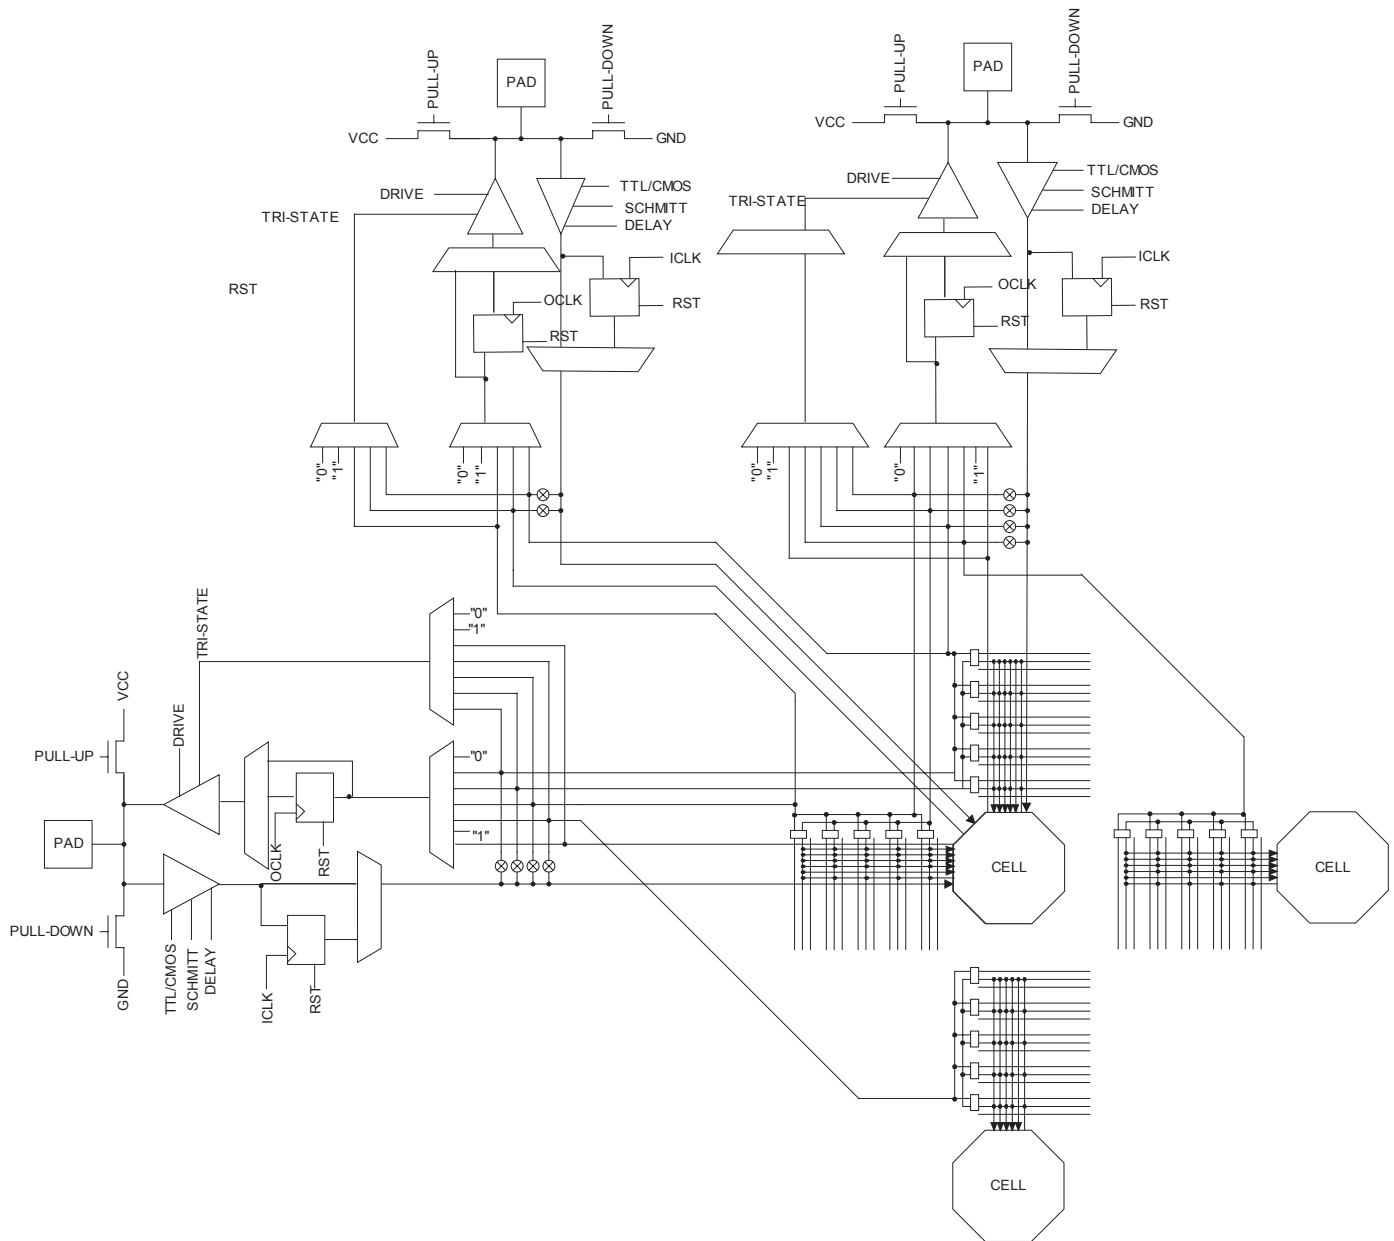 PULL-UP
PAD
PULL-DOWN
VCC
GND
DRIVE
TTL/CMOS
SCHMITT
DELAY
TRI-STATE
ICLK
RST
OCLK
RST
RST
"0"
"1"
"0"
"1"
PULL-UP
PAD
PULL-DOWN
VCC
GND
DRIVE
TTL/CMOS
SCHMITT
DELAY
TRI-STATE
ICLK
OCLK
RST
RST
"0"
"1"
"0"
"1"
TRI-STATE
"0"
"1"
VCC
DRIVE
PULL-UP
"0"
"1"
PAD
OCLK
RST
PULL-DOWN
GND
TTL/CMOS
SCHMITT
DELAY
ICLK
RST
CELL
CELL
CELL